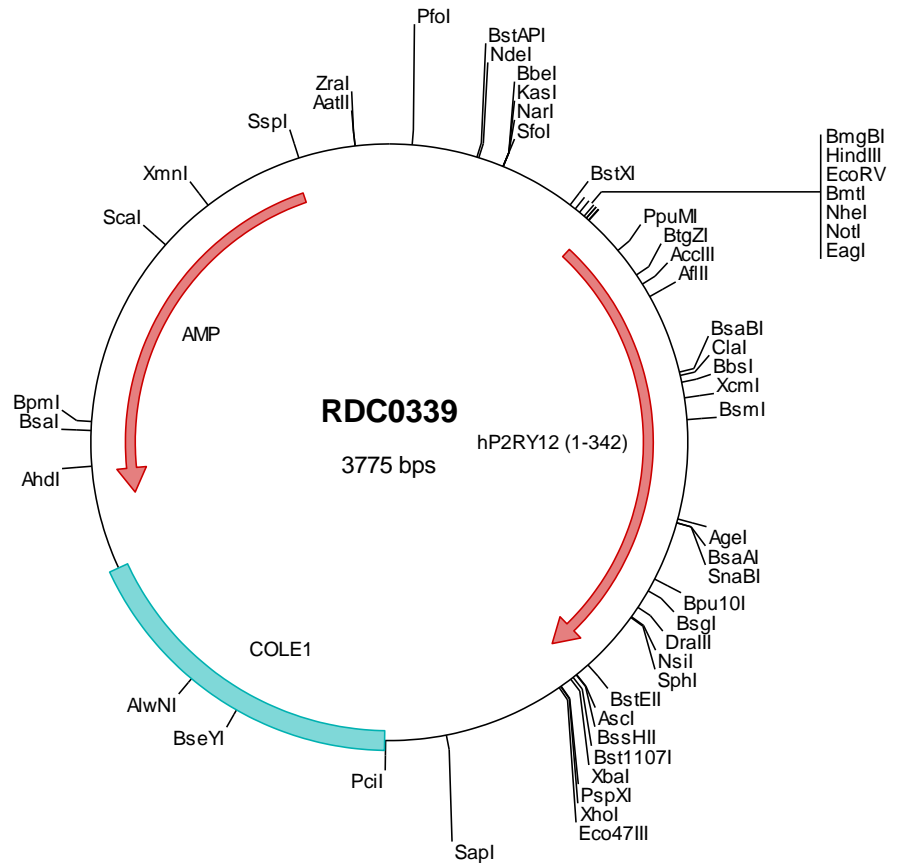 PfoI
BstAPI
NdeI
BbeI
KasI
NarI
SfoI
ZraI
AatII
SspI
XmnI
ScaI
BstXI
BmgBI
HindIII
EcoRV
BmtI
NheI
NotI
EagI
PpuMI
BtgZI
AccIII
AflII
AMP
BsaBI
ClaI
BbsI
XcmI
BsmI
BpmI
BsaI
AhdI
RDC0339
3775 bps
hP2RY12 (1-342)
AgeI
BsaAI
SnaBI
Bpu10I
BsgI
DraIII
NsiI
SphI
COLE1
AlwNI
BseYI
PciI
BstEII
AscI
BssHII
Bst1107I
XbaI
PspXI
XhoI
Eco47III
SapI